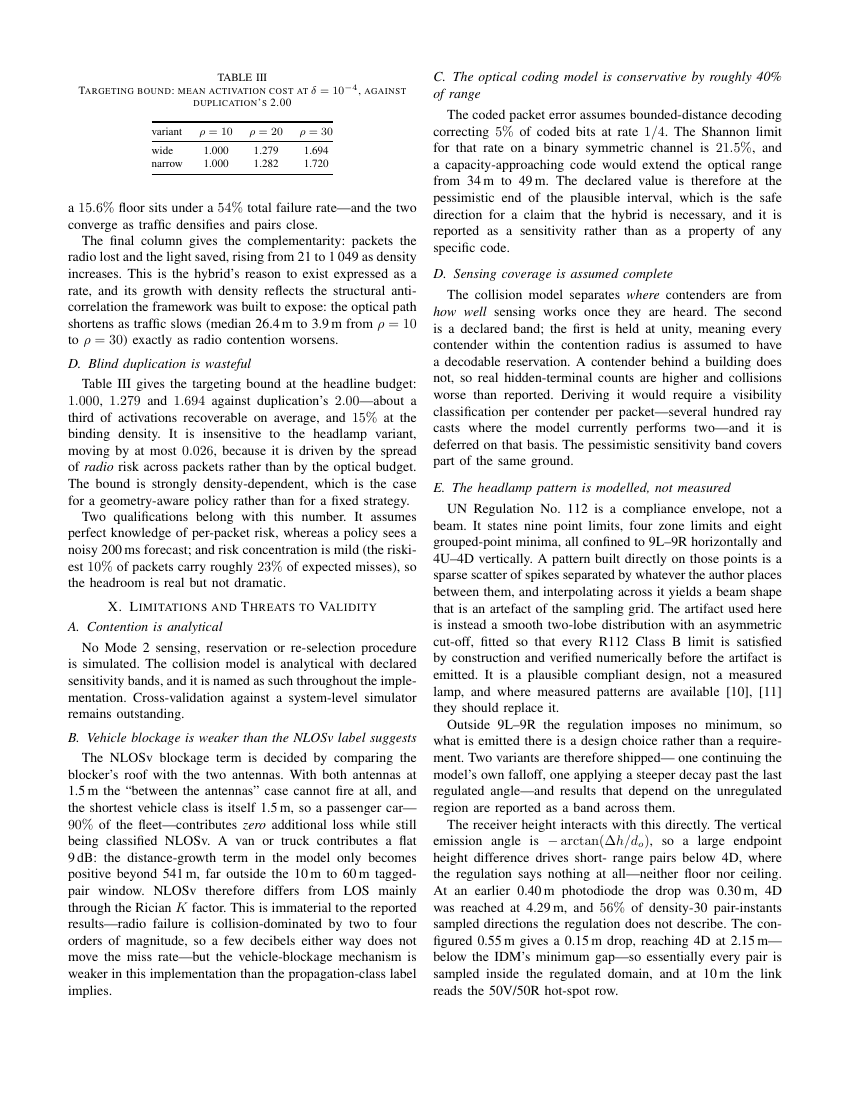 TABLE III
TARGETING BOUND: MEAN ACTIVATION COST AT δ = 10⁻⁴, AGAINST
DUPLICATION'S 2.00
variant ρ = 10 ρ = 20 ρ = 30
wide 1.000 1.279 1.694
narrow 1.000 1.282 1.720
a 15.6% floor sits under a 54% total failure rate—and the two
converge as traffic densifies and pairs close.
The final column gives the complementarity: packets the
radio lost and the light saved, rising from 21 to 1 049 as density
increases. This is the hybrid's reason to exist expressed as a
rate, and its growth with density reflects the structural anti-
correlation the framework was built to expose: the optical path
shortens as traffic slows (median 26.4 m to 3.9 m from ρ = 10
to ρ = 30) exactly as radio contention worsens.
D. Blind duplication is wasteful
Table III gives the targeting bound at the headline budget:
1.000, 1.279 and 1.694 against duplication's 2.00—about a
third of activations recoverable on average, and 15% at the
binding density. It is insensitive to the headlamp variant,
moving by at most 0.026, because it is driven by the spread
of radio risk across packets rather than by the optical budget.
The bound is strongly density-dependent, which is the case
for a geometry-aware policy rather than for a fixed strategy.
Two qualifications belong with this number. It assumes
perfect knowledge of per-packet risk, whereas a policy sees a
noisy 200 ms forecast; and risk concentration is mild (the riski-
est 10% of packets carry roughly 23% of expected misses), so
the headroom is real but not dramatic.
X. LIMITATIONS AND THREATS TO VALIDITY
A. Contention is analytical
No Mode 2 sensing, reservation or re-selection procedure
is simulated. The collision model is analytical with declared
sensitivity bands, and it is named as such throughout the imple-
mentation. Cross-validation against a system-level simulator
remains outstanding.
B. Vehicle blockage is weaker than the NLOSv label suggests
The NLOSv blockage term is decided by comparing the
blocker's roof with the two antennas. With both antennas at
1.5 m the "between the antennas" case cannot fire at all, and
the shortest vehicle class is itself 1.5 m, so a passenger car—
90% of the fleet—contributes zero additional loss while still
being classified NLOSv. A van or truck contributes a flat
9 dB: the distance-growth term in the model only becomes
positive beyond 541 m, far outside the 10 m to 60 m tagged-
pair window. NLOSv therefore differs from LOS mainly
through the Rician K factor. This is immaterial to the reported
results—radio failure is collision-dominated by two to four
orders of magnitude, so a few decibels either way does not
move the miss rate—but the vehicle-blockage mechanism is
weaker in this implementation than the propagation-class label
implies.
C. The optical coding model is conservative by roughly 40%
of range
The coded packet error assumes bounded-distance decoding
correcting 5% of coded bits at rate 1/4. The Shannon limit
for that rate on a binary symmetric channel is 21.5%, and
a capacity-approaching code would extend the optical range
from 34 m to 49 m. The declared value is therefore at the
pessimistic end of the plausible interval, which is the safe
direction for a claim that the hybrid is necessary, and it is
reported as a sensitivity rather than as a property of any
specific code.
D. Sensing coverage is assumed complete
The collision model separates where contenders are from
how well sensing works once they are heard. The second
is a declared band; the first is held at unity, meaning every
contender within the contention radius is assumed to have
a decodable reservation. A contender behind a building does
not, so real hidden-terminal counts are higher and collisions
worse than reported. Deriving it would require a visibility
classification per contender per packet—several hundred ray
casts where the model currently performs two—and it is
deferred on that basis. The pessimistic sensitivity band covers
part of the same ground.
E. The headlamp pattern is modelled, not measured
UN Regulation No. 112 is a compliance envelope, not a
beam. It states nine point limits, four zone limits and eight
grouped-point minima, all confined to 9L–9R horizontally and
4U–4D vertically. A pattern built directly on those points is a
sparse scatter of spikes separated by whatever the author places
between them, and interpolating across it yields a beam shape
that is an artefact of the sampling grid. The artifact used here
is instead a smooth two-lobe distribution with an asymmetric
cut-off, fitted so that every R112 Class B limit is satisfied
by construction and verified numerically before the artifact is
emitted. It is a plausible compliant design, not a measured
lamp, and where measured patterns are available [10], [11]
they should replace it.
Outside 9L–9R the regulation imposes no minimum, so
what is emitted there is a design choice rather than a require-
ment. Two variants are therefore shipped— one continuing the
model's own falloff, one applying a steeper decay past the last
regulated angle—and results that depend on the unregulated
region are reported as a band across them.
The receiver height interacts with this directly. The vertical
emission angle is − arctan(Δh/dₒ), so a large endpoint
height difference drives short- range pairs below 4D, where
the regulation says nothing at all—neither floor nor ceiling.
At an earlier 0.40 m photodiode the drop was 0.30 m, 4D
was reached at 4.29 m, and 56% of density-30 pair-instants
sampled directions the regulation does not describe. The con-
figured 0.55 m gives a 0.15 m drop, reaching 4D at 2.15 m—
below the IDM's minimum gap—so essentially every pair is
sampled inside the regulated domain, and at 10 m the link
reads the 50V/50R hot-spot row.